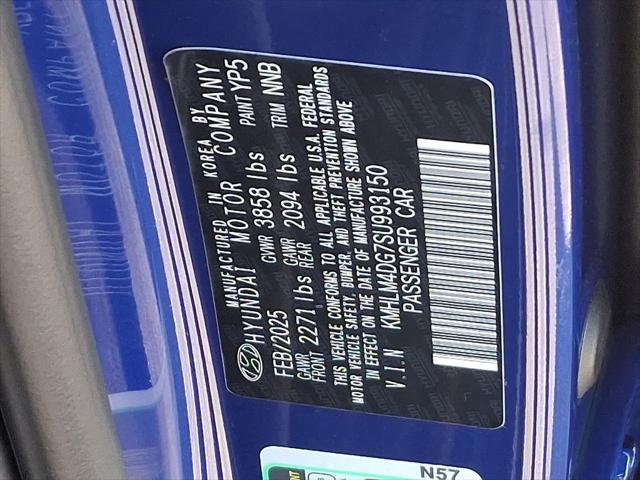 MANUFACTURED IN KOREA BY
HYUNDAI MOTOR COMPANY
FEB/2025 GVWR 3858 lbs PAINT YP5
GAWR FRONT 2271 lbs GAWR REAR 2094 lbs TRIM NNB
THIS VEHICLE CONFORMS TO ALL APPLICABLE U.S.A. FEDERAL
MOTOR VEHICLE SAFETY, BUMPER, AND THEFT PREVENTION STANDARDS
IN EFFECT ON THE DATE OF MANUFACTURE SHOWN ABOVE
V.I.N KMHLM4DG7SU993150
PASSENGER CAR
N57